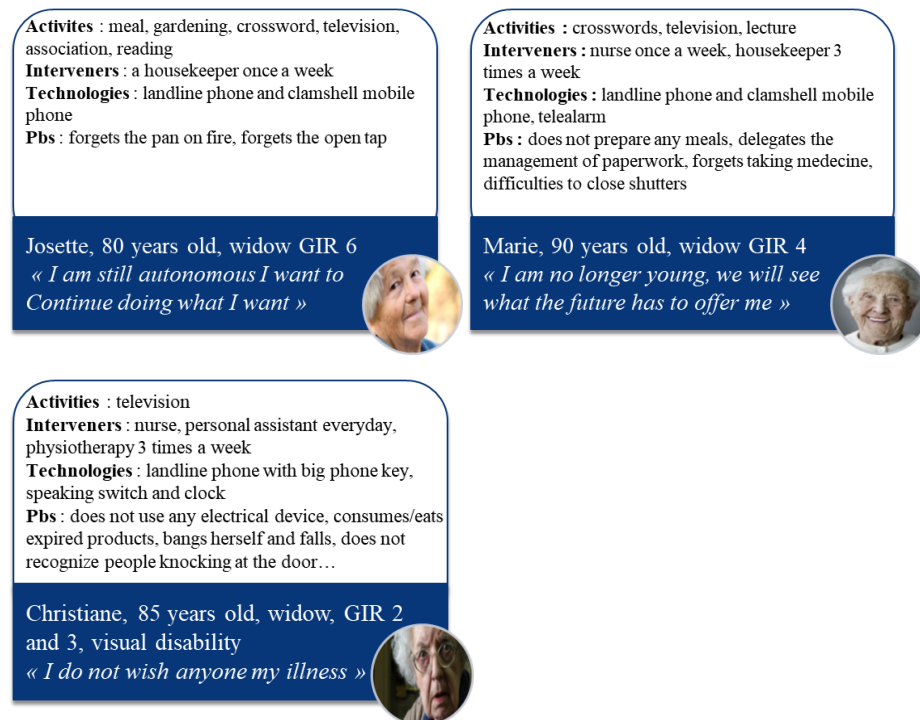 Activites : meal, gardening, crossword, television,
association, reading
Interveners : a housekeeper once a week
Technologies : landline phone and clamshell mobile
phone
Pbs : forgets the pan on fire, forgets the open tap
Josette, 80 years old, widow GIR 6
« I am still autonomous I want to
Continue doing what I want »
Activities : crosswords, television, lecture
Interveners : nurse once a week, housekeeper 3
times a week
Technologies : landline phone and clamshell mobile
phone, telealarm
Pbs : does not prepare any meals, delegates the
management of paperwork, forgets taking medecine,
difficulties to close shutters
Marie, 90 years old, widow GIR 4
« I am no longer young, we will see
what the future has to offer me »
Activities : television
Interveners : nurse, personal assistant everyday,
physiotherapy 3 times a week
Technologies : landline phone with big phone key,
speaking switch and clock
Pbs : does not use any electrical device, consumes/eats
expired products, bangs herself and falls, does not
recognize people knocking at the door…
Christiane, 85 years old, widow, GIR 2
and 3, visual disability
« I do not wish anyone my illness »